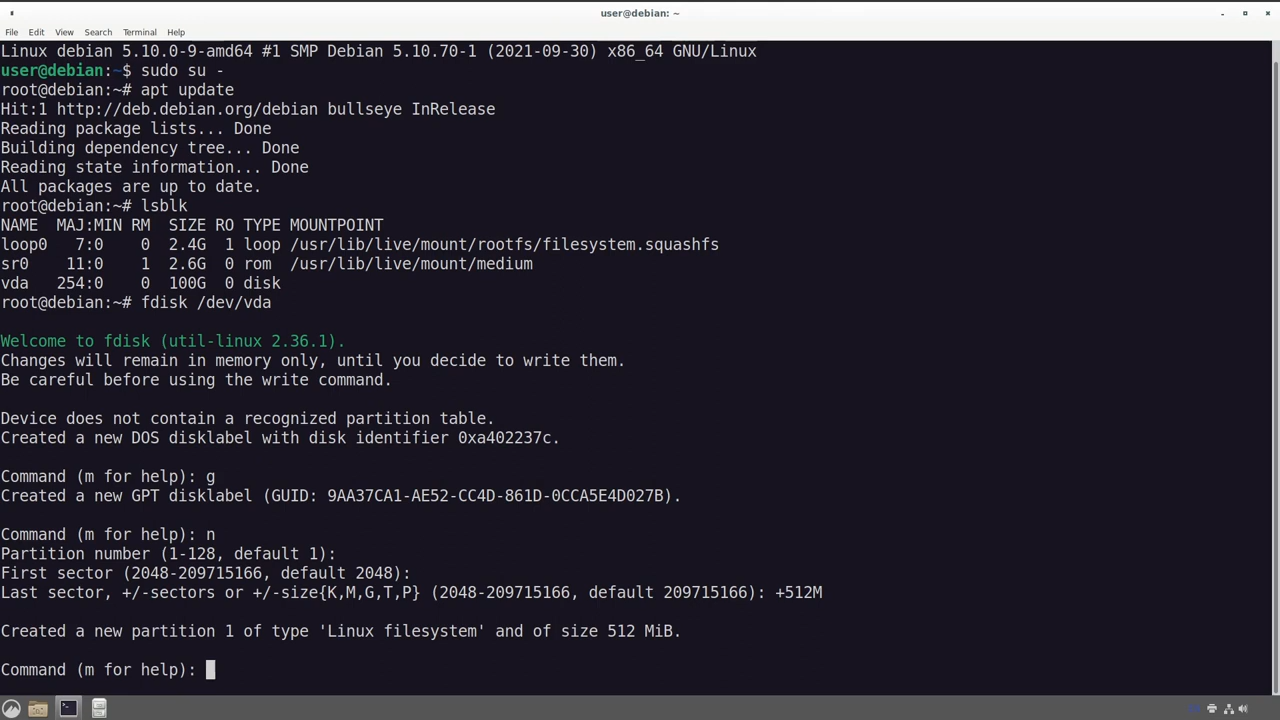 user@debian: ~
File Edit View Search Terminal Help
Linux debian 5.10.0-9-amd64 #1 SMP Debian 5.10.70-1 (2021-09-30) x86_64 GNU/Linux
user@debian:~$ sudo su -
root@debian:~# apt update
Hit:1 http://deb.debian.org/debian bullseye InRelease
Reading package lists... Done
Building dependency tree... Done
Reading state information... Done
All packages are up to date.
root@debian:~# lsblk
NAME  MAJ:MIN RM  SIZE RO TYPE MOUNTPOINT
loop0   7:0    0  2.4G  1 loop /usr/lib/live/mount/rootfs/filesystem.squashfs
sr0    11:0    1  2.6G  0 rom  /usr/lib/live/mount/medium
vda   254:0    0  100G  0 disk
root@debian:~# fdisk /dev/vda
Welcome to fdisk (util-linux 2.36.1).
Changes will remain in memory only, until you decide to write them.
Be careful before using the write command.
Device does not contain a recognized partition table.
Created a new DOS disklabel with disk identifier 0xa402237c.
Command (m for help): g
Created a new GPT disklabel (GUID: 9AA37CA1-AE52-CC4D-861D-0CCA5E4D027B).
Command (m for help): n
Partition number (1-128, default 1):
First sector (2048-209715166, default 2048):
Last sector, +/-sectors or +/-size{K,M,G,T,P} (2048-209715166, default 209715166): +512M
Created a new partition 1 of type 'Linux filesystem' and of size 512 MiB.
Command (m for help):